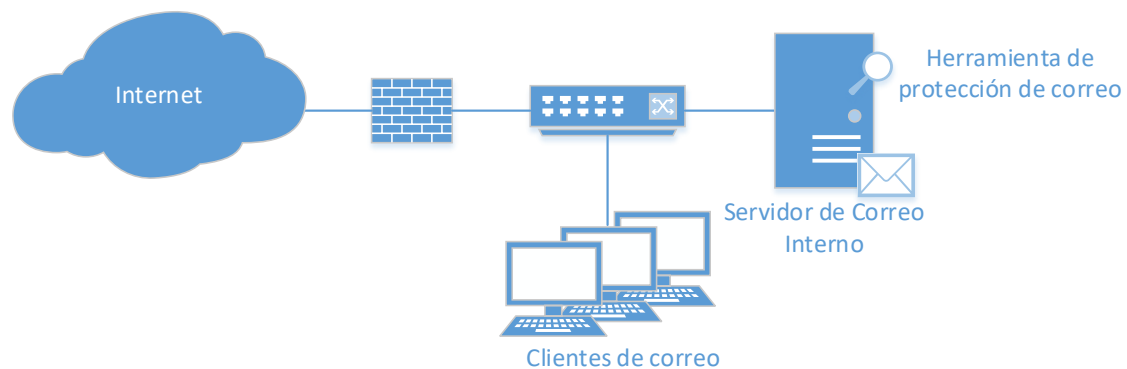 Internet
Herramienta de
protección de correo
Servidor de Correo
Interno
Clientes de correo